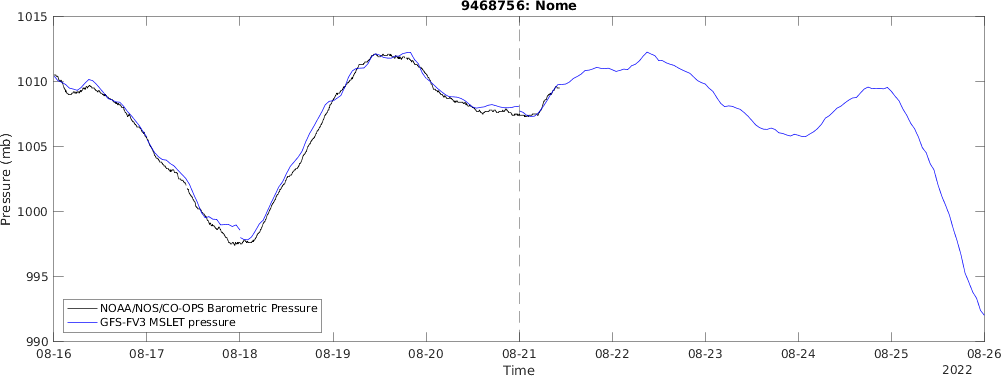 9468756: Nome
1015
1010
1005
1000
995
990
Pressure (mb)
NOAA/NOS/CO-OPS Barometric Pressure
GFS-FV3 MSLET pressure
08-16 08-17 08-18 08-19 08-20 08-21 08-22 08-23 08-24 08-25 08-26
Time
2022